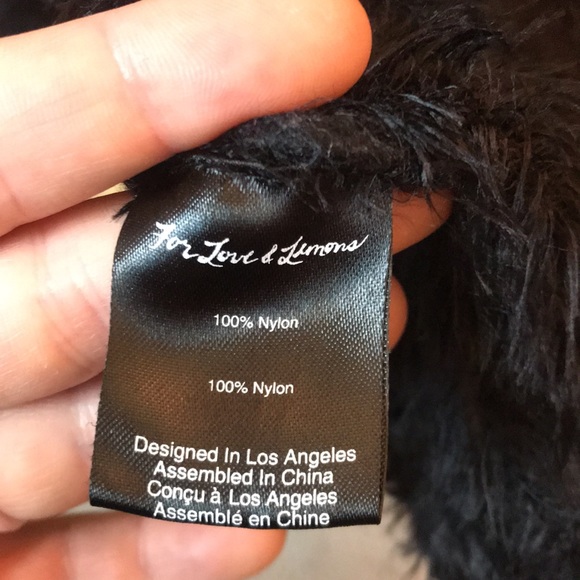 For Love & Lemons
100% Nylon
100% Nylon
Designed In Los Angeles
Assembled In China
Conçu à Los Angeles
Assemblé en Chine